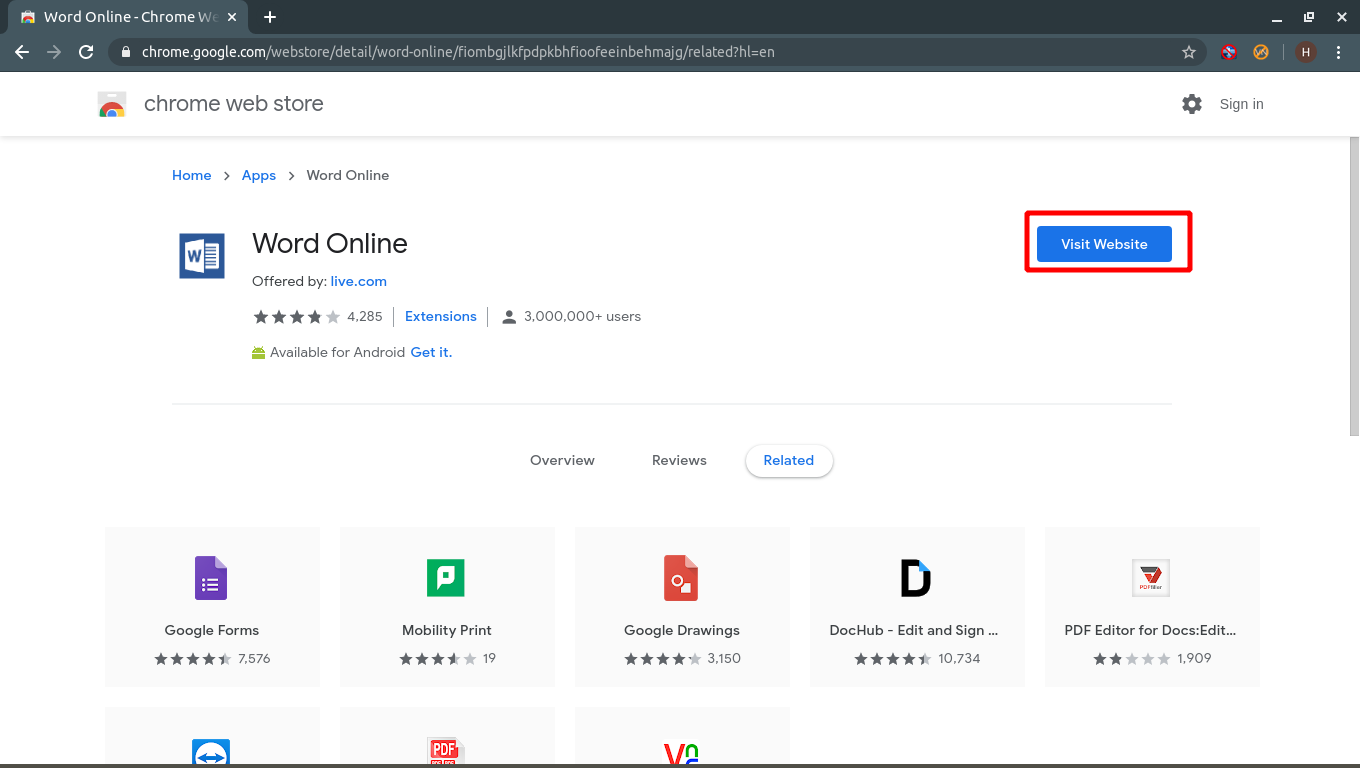 Word Online - Chrome We
chrome.google.com/webstore/detail/word-online/fiombgjlkfpdpkbhfioofeeinbehmajg/related?hl=en
H
chrome web store
Sign in
Home > Apps > Word Online
W
Word Online
Visit Website
Offered by: live.com
4,285 Extensions 3,000,000+ users
Available for Android Get it.
Overview Reviews Related
Google Forms Mobility Print Google Drawings DocHub - Edit and Sign ... PDF Editor for Docs:Edit...
7,576 19 3,150 10,734 1,909
PDF